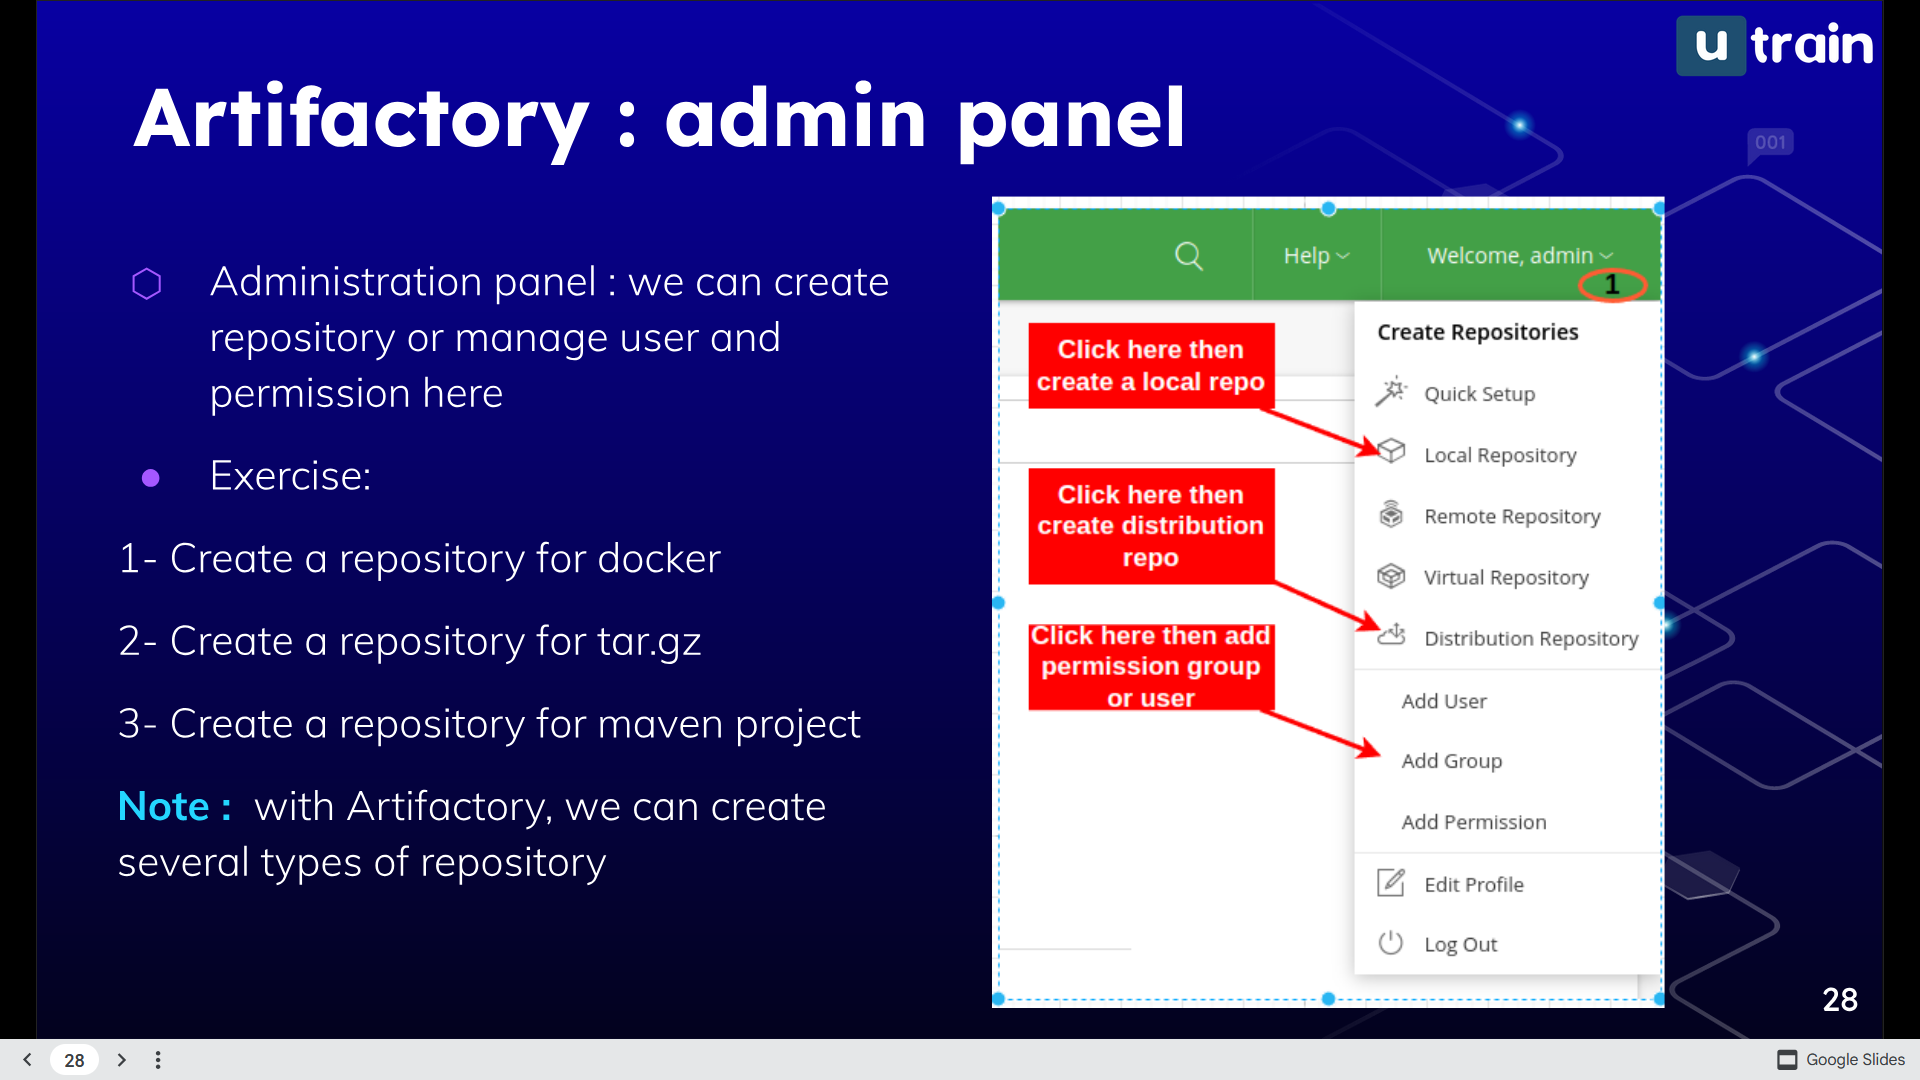 u train
Artifactory : admin panel
001
Administration panel : we can create
repository or manage user and
permission here
Exercise:
1- Create a repository for docker
2- Create a repository for tar.gz
3- Create a repository for maven project
Note : with Artifactory, we can create
several types of repository
Help
Welcome, admin
1
Click here then
create a local repo
Click here then
create distribution
repo
Click here then add
permission group
or user
Create Repositories
Quick Setup
Local Repository
Remote Repository
Virtual Repository
Distribution Repository
Add User
Add Group
Add Permission
Edit Profile
Log Out
28
28
Google Slides